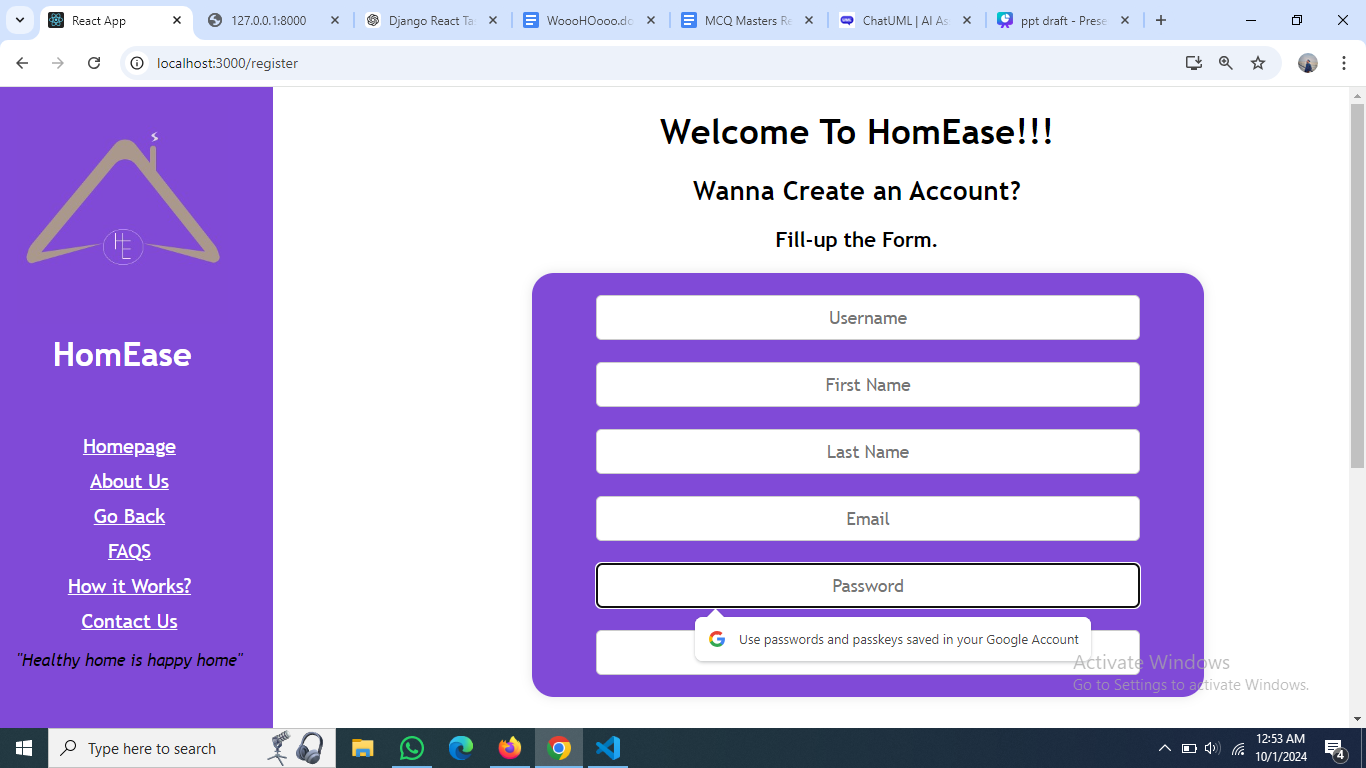 React App
127.0.0.1:8000
Django React Ta
WoooHOooo.do
MCQ Masters Re
ChatUML | AI As
ppt draft - Prese
localhost:3000/register
HE
HomEase
Homepage
About Us
Go Back
FAQS
How it Works?
Contact Us
"Healthy home is happy home"
Welcome To HomEase!!!
Wanna Create an Account?
Fill-up the Form.
Username
First Name
Last Name
Email
Password
Use passwords and passkeys saved in your Google Account
Activate Windows
Go to Settings to activate Windows.
Type here to search
12:53 AM
10/1/2024
4